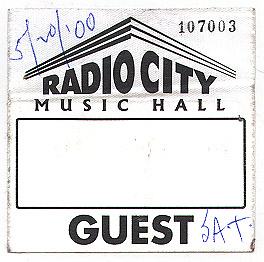 5/20/00
107003
RADIO CITY
MUSIC HALL
GUEST SAT.